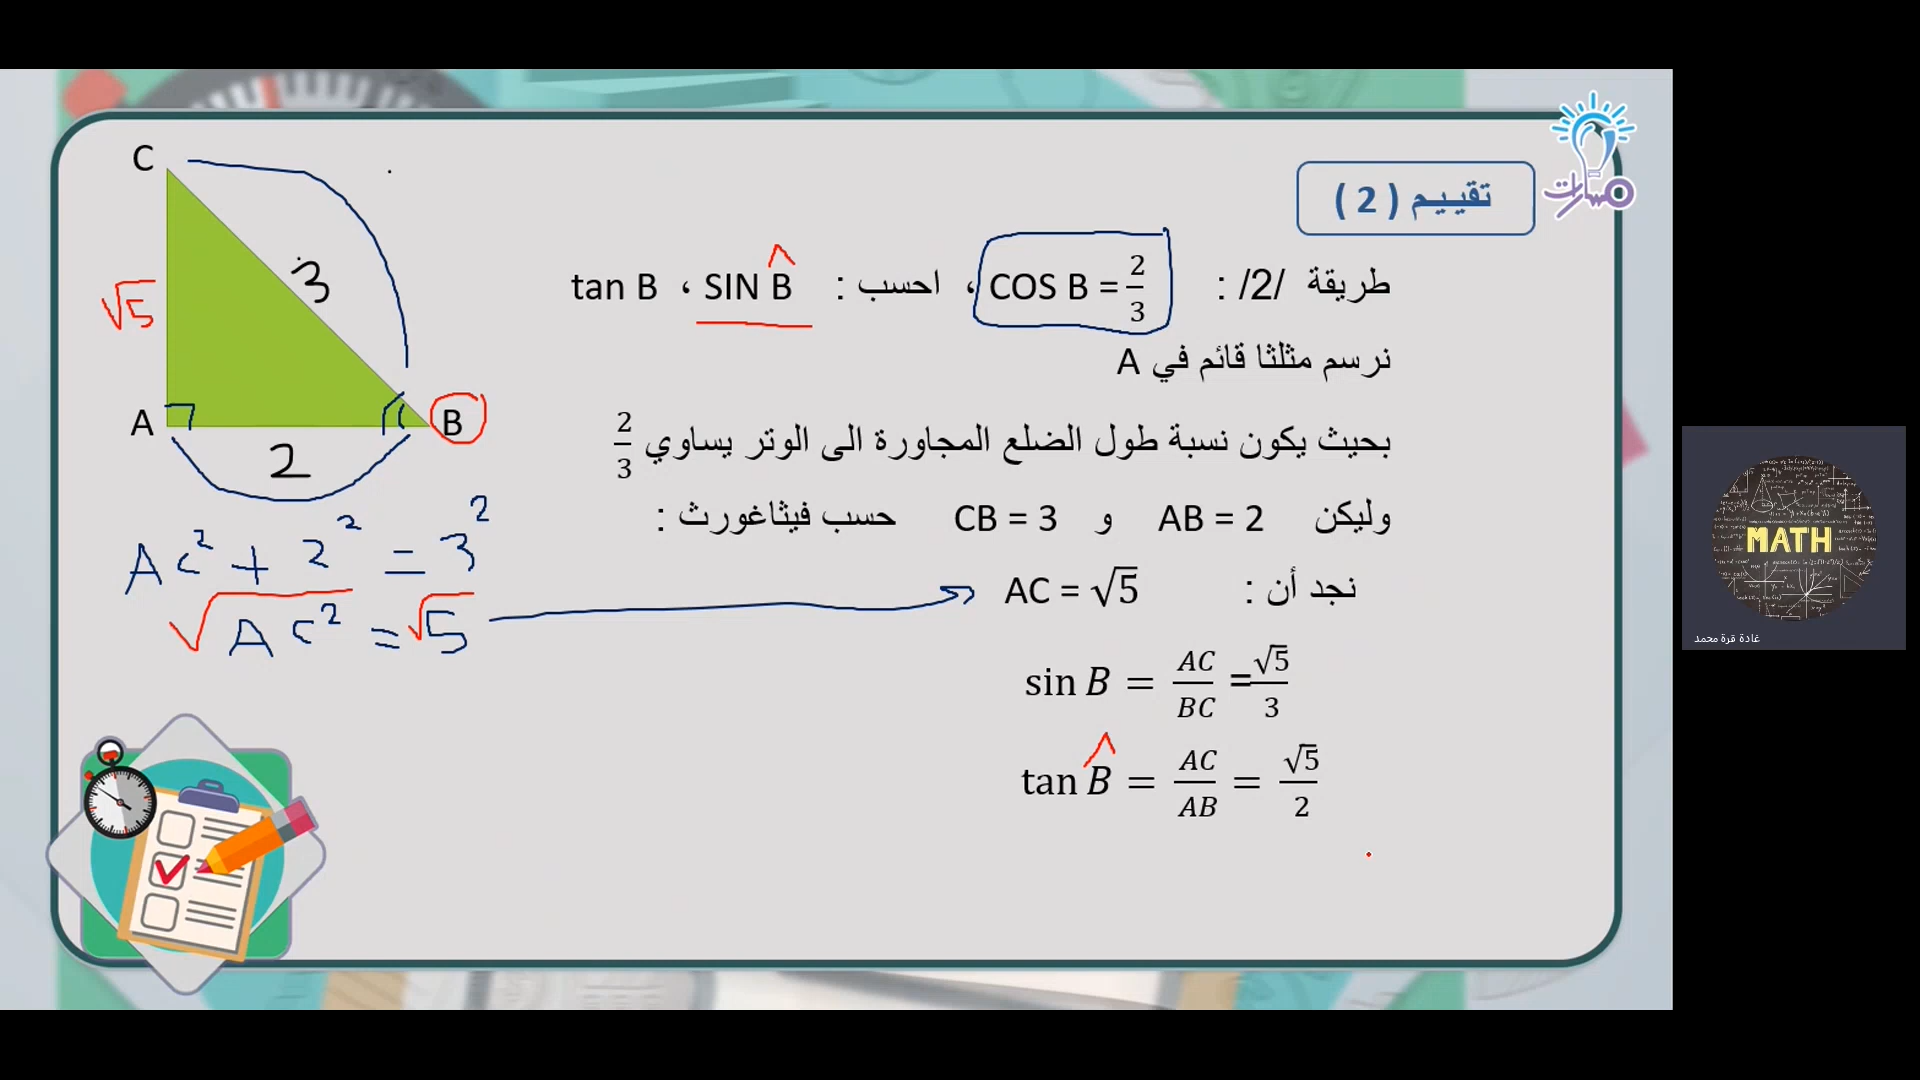 مسارات
تقييم ( 2 )
طريقة /2/ : COS B = 2/3 ، احسب : SIN B ، tan B
نرسم مثلثا قائم في A
بحيث يكون نسبة طول الضلع المجاورة الى الوتر يساوي 2/3
وليكن AB = 2 و CB = 3 حسب فيثاغورث :
نجد أن : AC = √5
sin B = AC/BC = √5/3
tan B = AC/AB = √5/2
C
3
√5
A
B
2
AC² + 2² = 3²
√AC² = √5
MATH
غادة قرة محمد